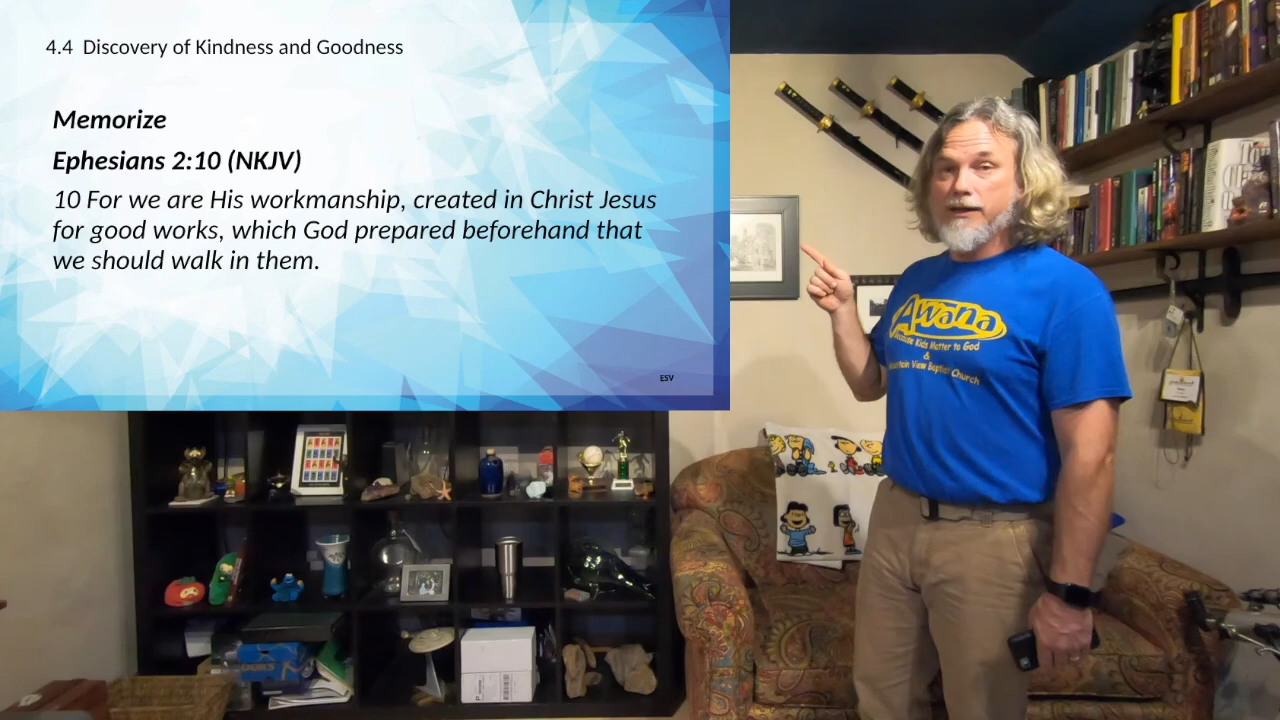 4.4 Discovery of Kindness and Goodness
Memorize
Ephesians 2:10 (NKJV)
10 For we are His workmanship, created in Christ Jesus
for good works, which God prepared beforehand that
we should walk in them.
ESV
Awana
Because Kids Matter to God
&
Mountain View Baptist Church